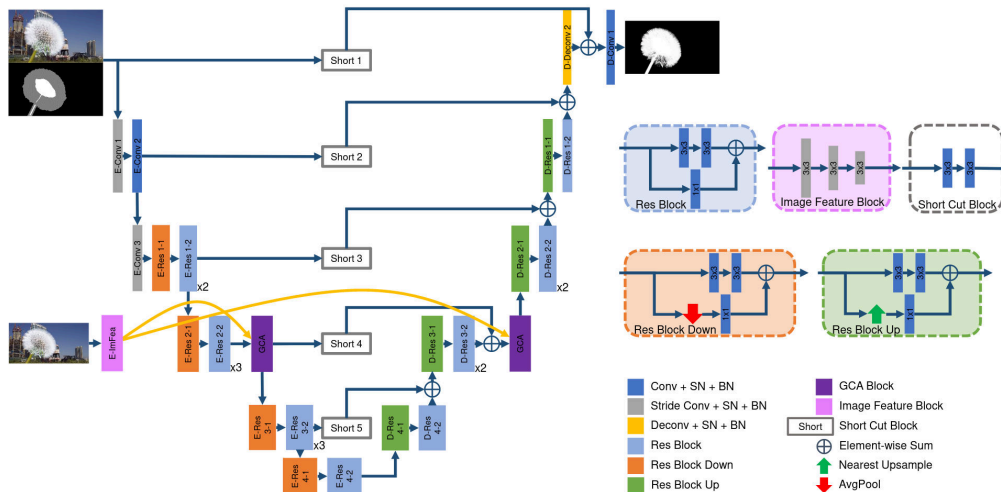 Short 1
D-Deconv 2
D-Conv 1
E-Conv 1
E-Conv 2
Short 2
D-Res 1-1
D-Res 1-2
E-Conv 3
E-Res 1-1
E-Res 1-2
x2
Short 3
D-Res 2-1
D-Res 2-2
x2
E-ImFea
E-Res 2-1
E-Res 2-2
x3
GCA
Short 4
D-Res 3-1
D-Res 3-2
x2
GCA
E-Res
3-1
E-Res
3-2
x3
Short 5
D-Res
4-1
D-Res
4-2
E-Res
4-1
E-Res
4-2
3x3
3x3
1x1
Res Block
3x3
3x3
3x3
Image Feature Block
3x3
3x3
Short Cut Block
3x3
3x3
1x1
Res Block Down
3x3
3x3
1x1
Res Block Up
Conv + SN + BN
Stride Conv + SN + BN
Deconv + SN + BN
Res Block
Res Block Down
Res Block Up
GCA Block
Image Feature Block
Short
Short Cut Block
Element-wise Sum
Nearest Upsample
AvgPool